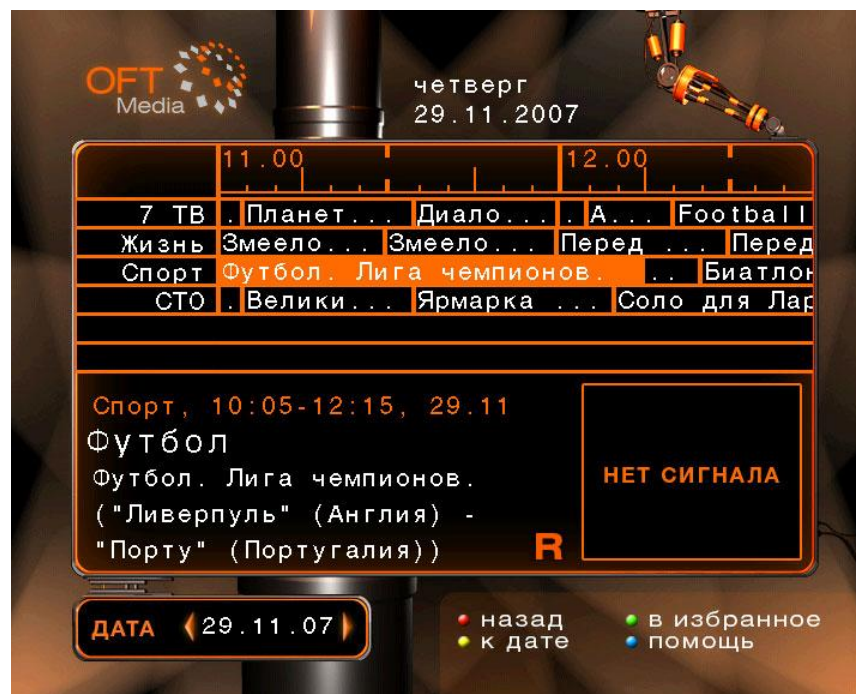 OFT
Media
четверг
29.11.2007
11.00 12.00
7 ТВ . Планет... Диало... . А... Football
Жизнь Змеело... Змеело... Перед ... Перед
Спорт Футбол. Лига чемпионов. .. Биатлон
СТО . Велики... Ярмарка ... Соло для Лар
Спорт, 10:05-12:15, 29.11
Футбол
Футбол. Лига чемпионов.
("Ливерпуль" (Англия) -
"Порту" (Португалия))
R
НЕТ СИГНАЛА
ДАТА 29.11.07
назад в избранное
к дате помощь